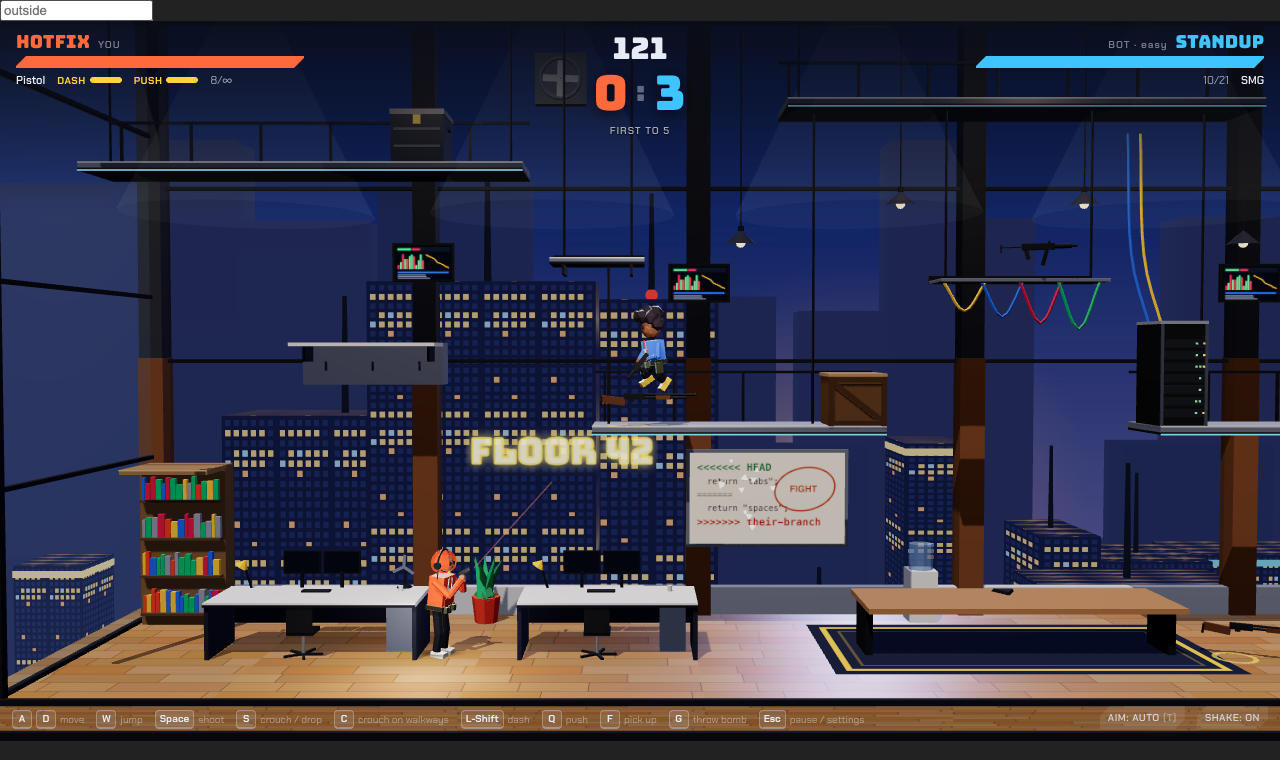 outside
HOTFIX YOU
121
BOT · easy STANDUP
Pistol DASH PUSH 8/∞
0 : 3
10/21 SMG
FIRST TO 5
FLOOR 42
<<<<<<< HEAD
return "tabs";
=======
return "spaces";
>>>>>>> their-branch
FIGHT
A D move W jump Space shoot S crouch / drop C crouch on walkways L-Shift dash Q push F pick up G throw bomb Esc pause / settings AIM: AUTO [T] SHAKE: ON